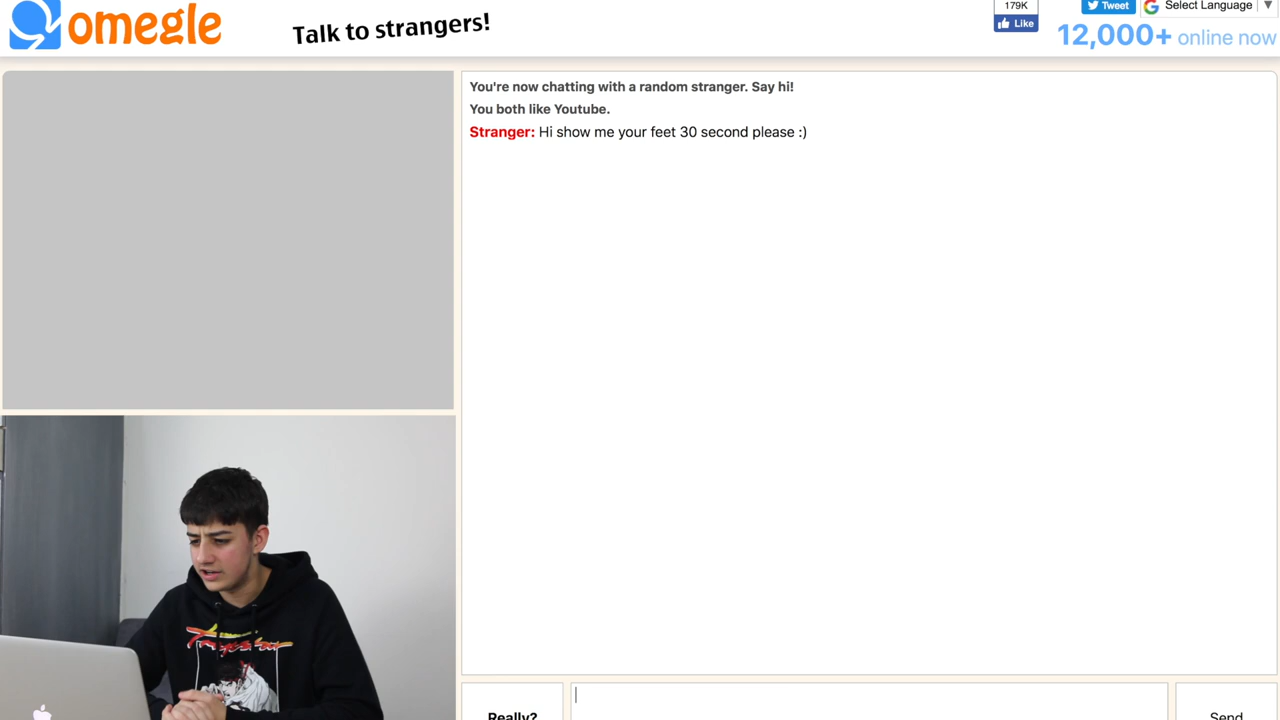 omegle
Talk to strangers!
179K
Like
Tweet
Select Language ▼
12,000+ online now
You're now chatting with a random stranger. Say hi!
You both like Youtube.
Stranger: Hi show me your feet 30 second please :)
Really?
Send